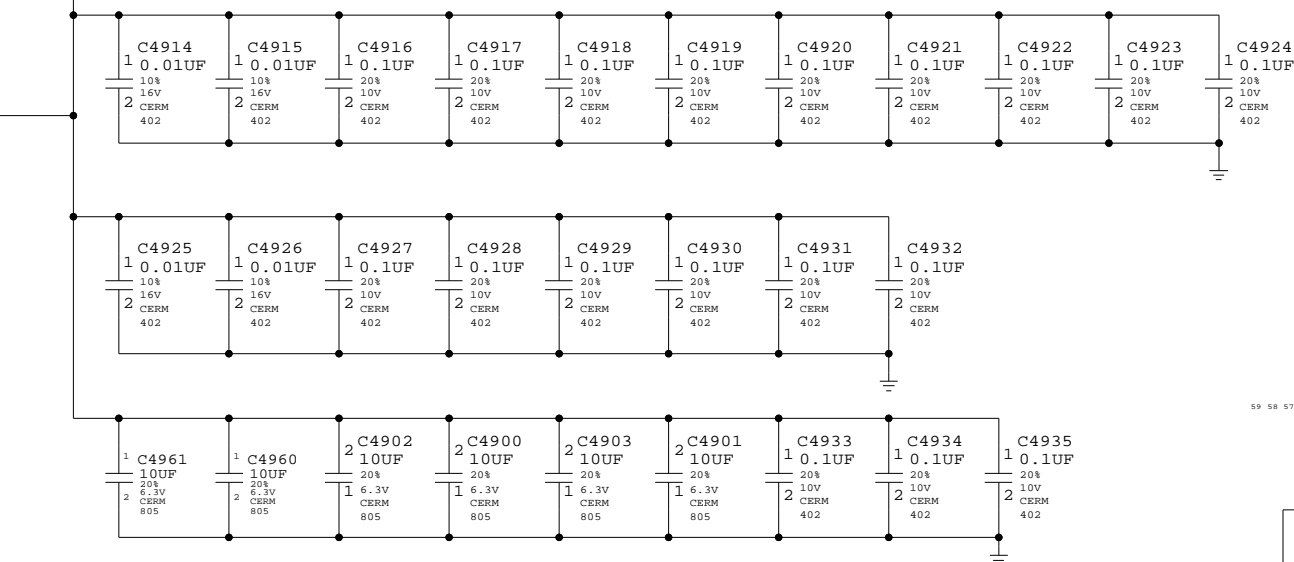 C4914 C4915 C4916 C4917 C4918 C4919 C4920 C4921 C4922 C4923 C4924
1 0.01UF 1 0.01UF 1 0.1UF 1 0.1UF 1 0.1UF 1 0.1UF 1 0.1UF 1 0.1UF 1 0.1UF 1 0.1UF 1 0.1UF
10% 10% 20% 20% 20% 20% 20% 20% 20% 20% 20%
16V 16V 10V 10V 10V 10V 10V 10V 10V 10V 10V
2 CERM 2 CERM 2 CERM 2 CERM 2 CERM 2 CERM 2 CERM 2 CERM 2 CERM 2 CERM 2 CERM
402 402 402 402 402 402 402 402 402 402 402
C4925 C4926 C4927 C4928 C4929 C4930 C4931 C4932
1 0.01UF 1 0.01UF 1 0.1UF 1 0.1UF 1 0.1UF 1 0.1UF 1 0.1UF 1 0.1UF
10% 10% 20% 20% 20% 20% 20% 20%
16V 16V 10V 10V 10V 10V 10V 10V
2 CERM 2 CERM 2 CERM 2 CERM 2 CERM 2 CERM 2 CERM 2 CERM
402 402 402 402 402 402 402 402
59 58 57
1 C4961 1 C4960 2 C4902 2 C4900 2 C4903 2 C4901 1 C4933 1 C4934 1 C4935
10UF 10UF 10UF 10UF 10UF 10UF 0.1UF 0.1UF 0.1UF
20% 20% 20% 20% 20% 20% 20% 20% 20%
6.3V 6.3V 1 6.3V 1 6.3V 1 6.3V 1 6.3V 10V 10V 10V
2 CERM 2 CERM CERM CERM CERM CERM 2 CERM 2 CERM 2 CERM
805 805 805 805 805 805 402 402 402